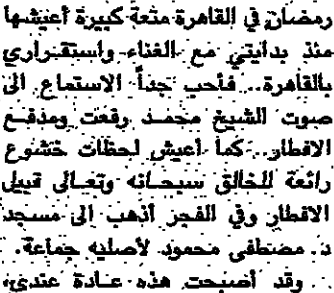 رمضان في القاهرة متعة كبيرة أعيشها
منذ بدايتي مع الغناء واستقراري
بالقاهرة.. فأحب جداً الاستماع الى
صوت الشيخ محمد رفعت ومدفع
الافطار.. كما أعيش لحظات خشوع
رائعة للخالق سبحانه وتعالى قبيل
الافطار وفي الفجر أذهب الى مسجد
د. مصطفى محمود لأصليه جماعة.
.. وقد أصبحت هذه عادة عندي،